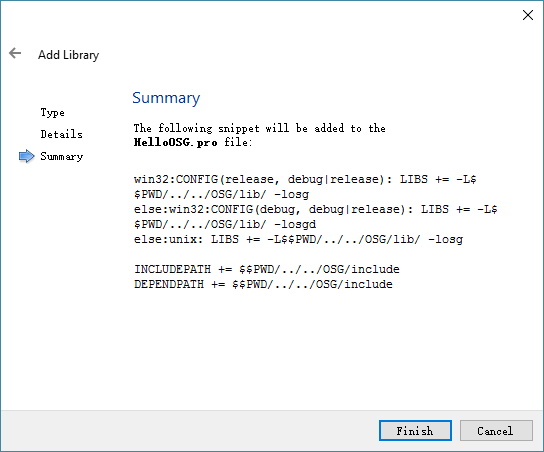 Add Library
Type
Details
Summary
Summary
The following snippet will be added to the
HelloOSG.pro file:
win32:CONFIG(release, debug|release): LIBS += -L$
$PWD/../../OSG/lib/ -losg
else:win32:CONFIG(debug, debug|release): LIBS += -L$
$PWD/../../OSG/lib/ -losgd
else:unix: LIBS += -L$$PWD/../../OSG/lib/ -losg
INCLUDEPATH += $$PWD/../../OSG/include
DEPENDPATH += $$PWD/../../OSG/include
Finish
Cancel